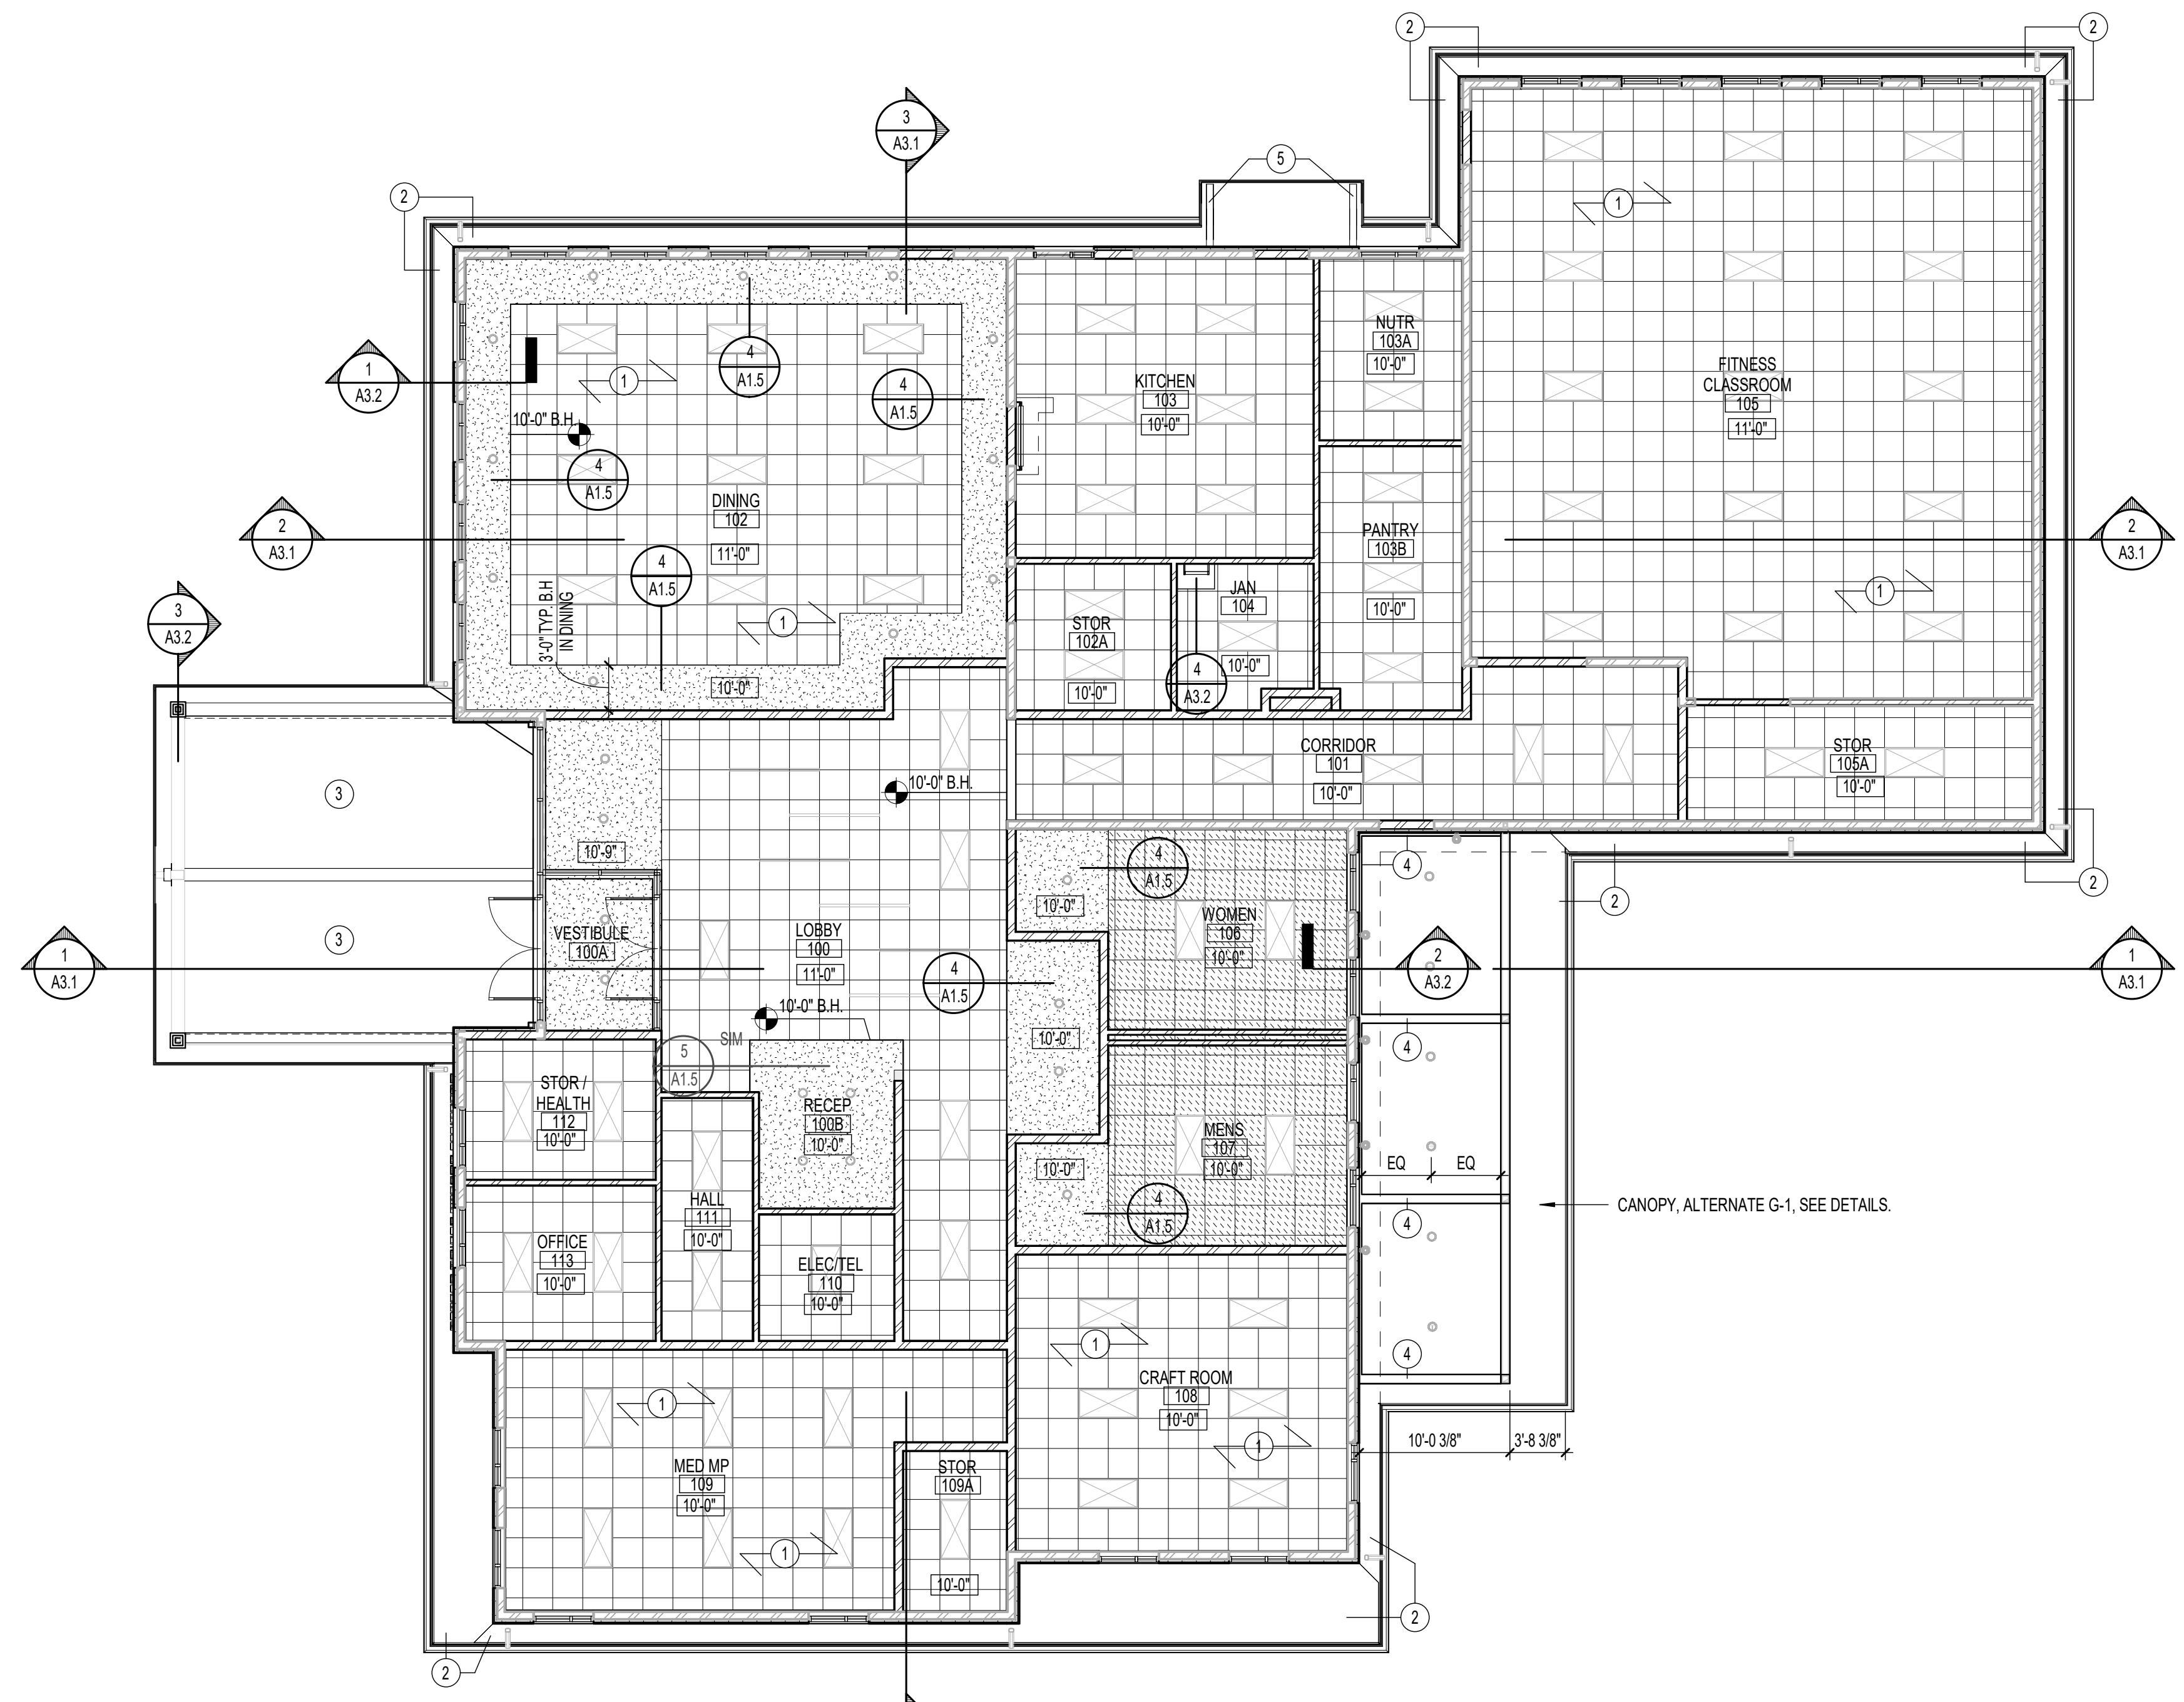 2
2
3
A3.1
5
2
1
1
A3.2
4
A1.5
4
A1.5
1
10'-0" B.H.
4
A1.5
DINING
102
11'-0"
4
A1.5
3'-0" TYP. B.H
IN DINING
1
10'-0"
KITCHEN
103
10'-0"
NUTR
103A
10'-0"
PANTRY
103B
10'-0"
FITNESS
CLASSROOM
105
11'-0"
1
2
A3.1
2
A3.1
3
A3.2
STOR
102A
10'-0"
JAN
104
10'-0"
4
A3.2
CORRIDOR
101
10'-0"
STOR
105A
10'-0"
3
10'-0" B.H.
10'-9"
3
VESTIBULE
100A
LOBBY
100
11'-0"
10'-0" B.H.
4
A1.5
10'-0"
4
A1.5
WOMEN
106
10'-0"
4
2
2
1
A3.1
2
A3.2
1
A3.1
SIM
5
A1.5
10'-0"
4
STOR /
HEALTH
112
10'-0"
RECEP
100B
10'-0"
MENS
107
10'-0"
10'-0"
4
A1.5
EQ
EQ
CANOPY, ALTERNATE G-1, SEE DETAILS.
4
OFFICE
113
10'-0"
HALL
111
10'-0"
ELEC/TEL
110
10'-0"
1
4
CRAFT ROOM
108
10'-0"
1
10'-0 3/8"
3'-8 3/8"
1
MED MP
109
10'-0"
1
STOR
109A
10'-0"
2
2